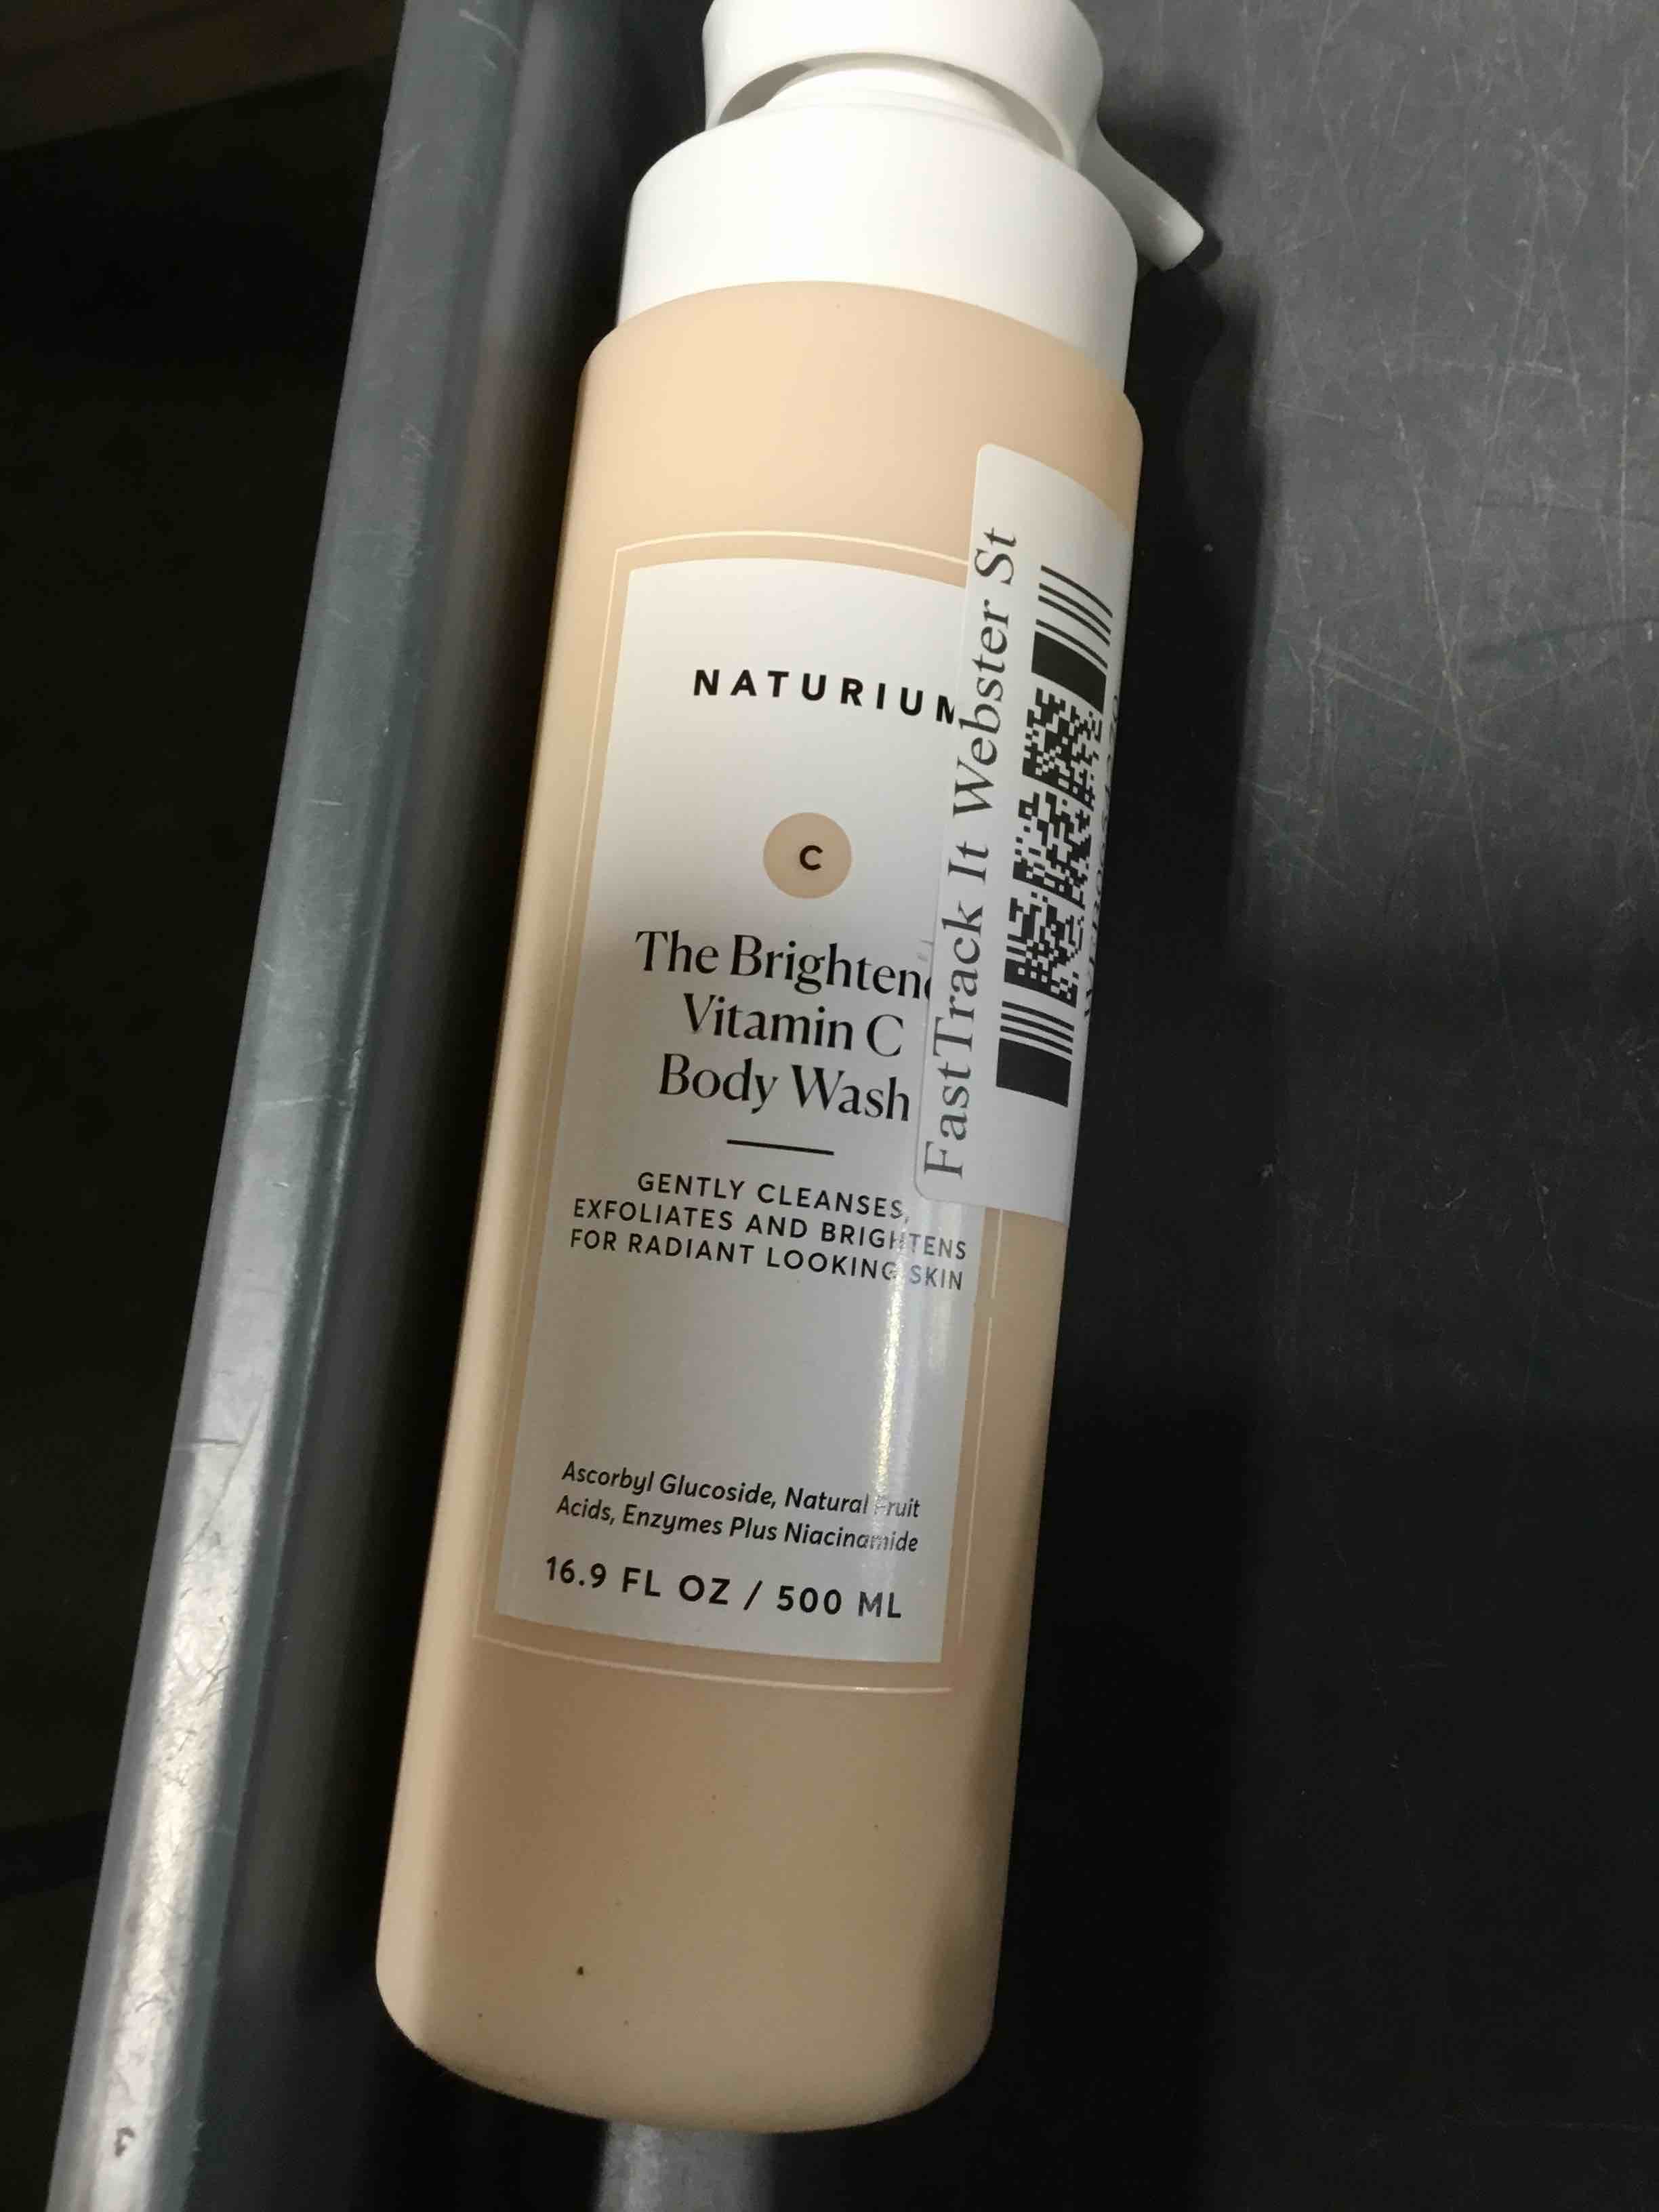 NATURIUM
C
The Brighten
Vitamin C
Body Wash
GENTLY CLEANSES,
EXFOLIATES AND BRIGHTENS
FOR RADIANT LOOKING SKIN
Ascorbyl Glucoside, Natural Fruit
Acids, Enzymes Plus Niacinamide
16.9 FL OZ / 500 ML
FastTrack It Webster St